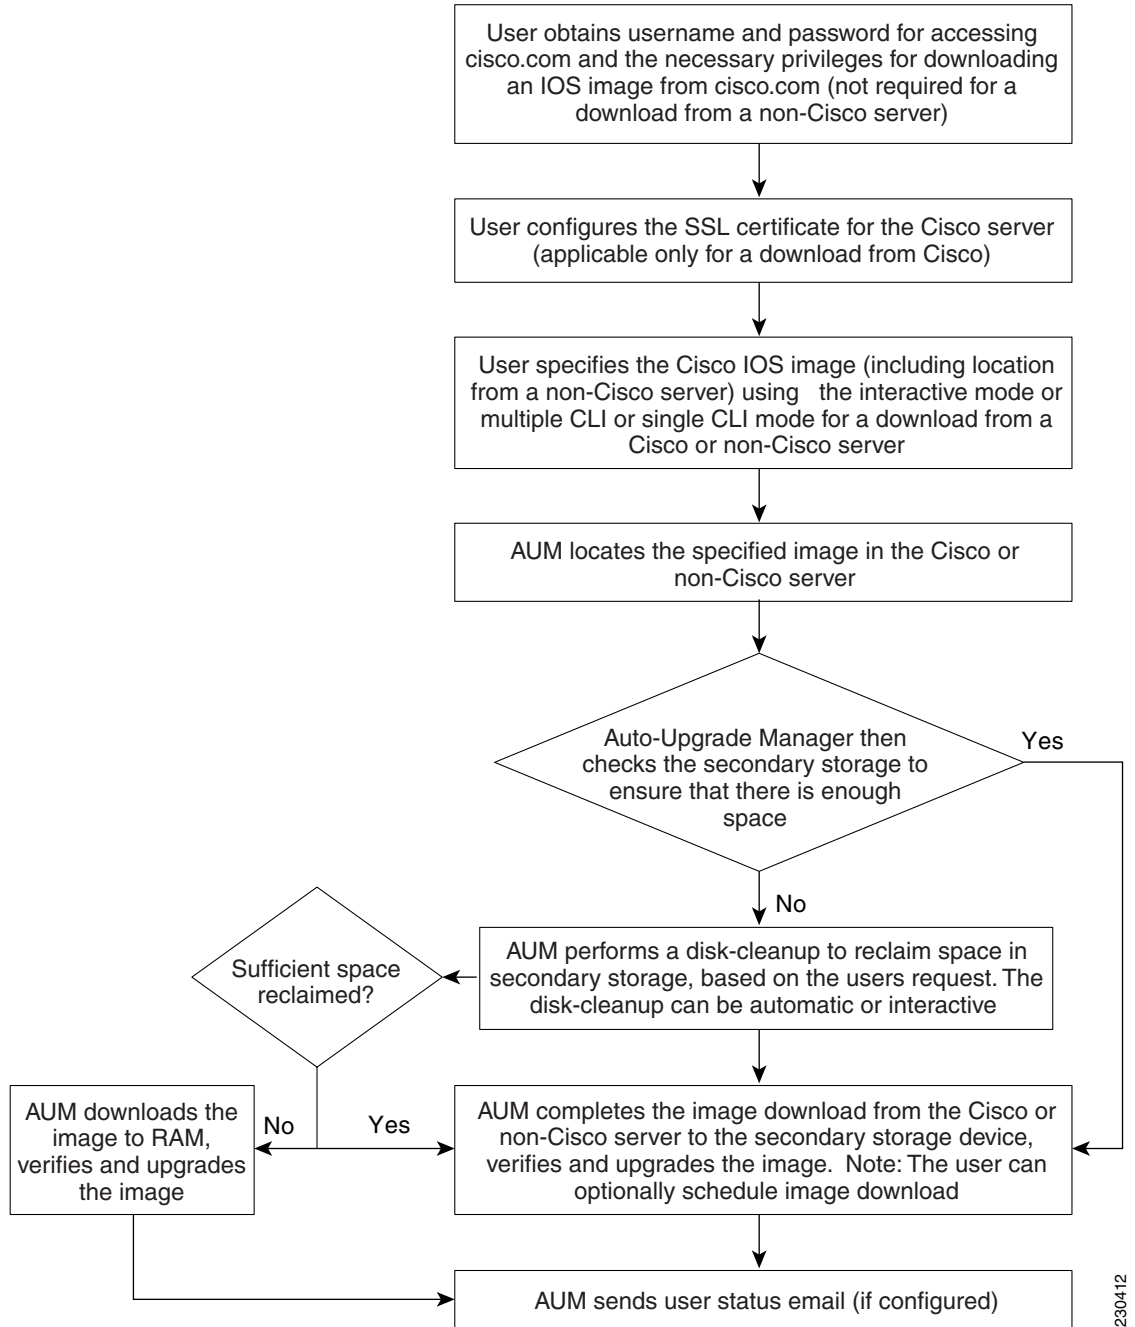 User obtains username and password for accessing
cisco.com and the necessary privileges for downloading
an IOS image from cisco.com (not required for a
download from a non-Cisco server)
User configures the SSL certificate for the Cisco server
(applicable only for a download from Cisco)
User specifies the Cisco IOS image (including location
from a non-Cisco server) using the interactive mode or
multiple CLI or single CLI mode for a download from a
Cisco or non-Cisco server
AUM locates the specified image in the Cisco or
non-Cisco server
Auto-Upgrade Manager then
checks the secondary storage to
ensure that there is enough
space
Yes
No
AUM performs a disk-cleanup to reclaim space in
secondary storage, based on the users request. The
disk-cleanup can be automatic or interactive
Sufficient space
reclaimed?
No
Yes
AUM downloads the
image to RAM,
verifies and upgrades
the image
AUM completes the image download from the Cisco or
non-Cisco server to the secondary storage device,
verifies and upgrades the image. Note: The user can
optionally schedule image download
AUM sends user status email (if configured)
230412